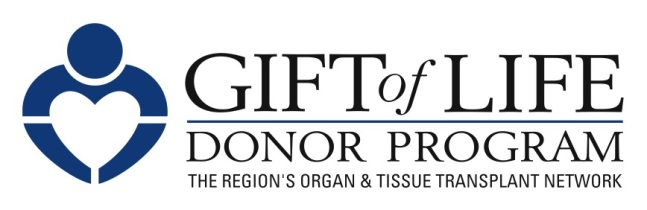 GIFT of LIFE
DONOR PROGRAM
THE REGION'S ORGAN & TISSUE TRANSPLANT NETWORK